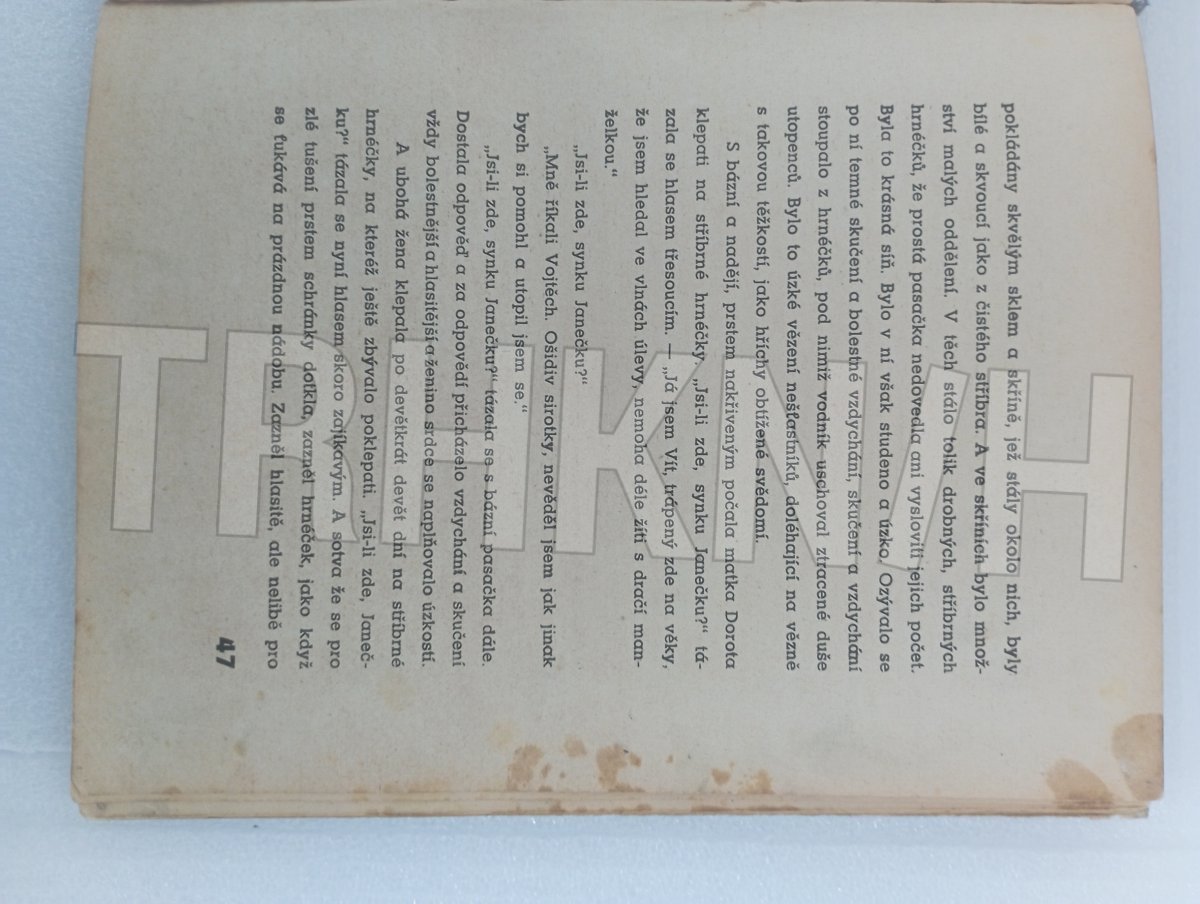 pokládány skvělým sklem a skříně, jež stály okolo nich, byly
bílé a skvoucí jako z čistého stříbra. A ve skříních bylo množ-
ství malých oddělení. V těch stálo tolik drobných, stříbrných
hrnéčků, že prostá pasačka nedovedla ani vysloviti jejich počet.
Byla to krásná síň. Bylo v ní však studeno a úzko. Ozývalo se
po ní temné skučení a bolestné vzdychání, skučení a vzdychání
stoupalo z hrnéčků, pod nimiž vodník uschoval ztracené duše
utopenců. Bylo to úzké vězení nešťastníků, doléhající na vězně
s takovou těžkostí, jako hříchy obtížené svědomí.
S bázní a nadějí, prstem nakřiveným počala matka Dorota
klepati na stříbrné hrnéčky. „Jsi-li zde, synku Janečku?“ tá-
zala se hlasem třesoucím. — „Já jsem Vít, trápený zde na věky,
že jsem hledal ve vlnách úlevy, nemoha déle žíti s dračí man-
želkou.“
„Jsi-li zde, synku Janečku?“
„Mně říkali Vojtěch. Ošidiv sirotky, nevěděl jsem jak jinak
bych si pomohl a utopil jsem se.“
„Jsi-li zde, synku Janečku?“ tázala se s bázní pasačka dále.
Dostala odpověď a za odpovědí přicházelo vzdychání a skučení
vždy bolestnější a hlasitější a ženino srdce, se naplňovalo úzkostí.
A ubohá žena klepala po devětkrát devět dní na stříbrné
hrnéčky, na kteréž ještě zbývalo poklepati. „Jsi-li zde, Janeč-
ku?“ tázala se nyní hlasem skoro zajíkavým. A sotva že se pro
zlé tušení prstem schránky dotkla, zazněl hrnéček, jako když
se ťukává na prázdnou nádobu. Zazněl hlasitě, ale nelibě pro
47
TRHKNIH